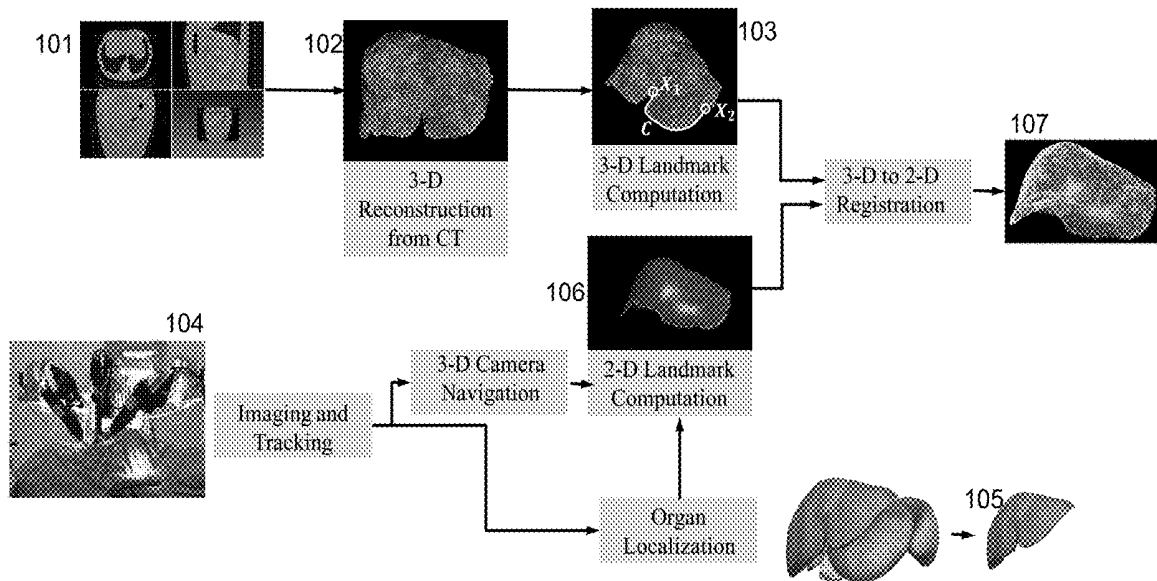 101
102
103
X1
X2
C
107
3-D
Reconstruction
from CT
3-D Landmark
Computation
3-D to 2-D
Registration
106
104
3-D Camera
Navigation
2-D Landmark
Computation
Imaging and
Tracking
105
Organ
Localization